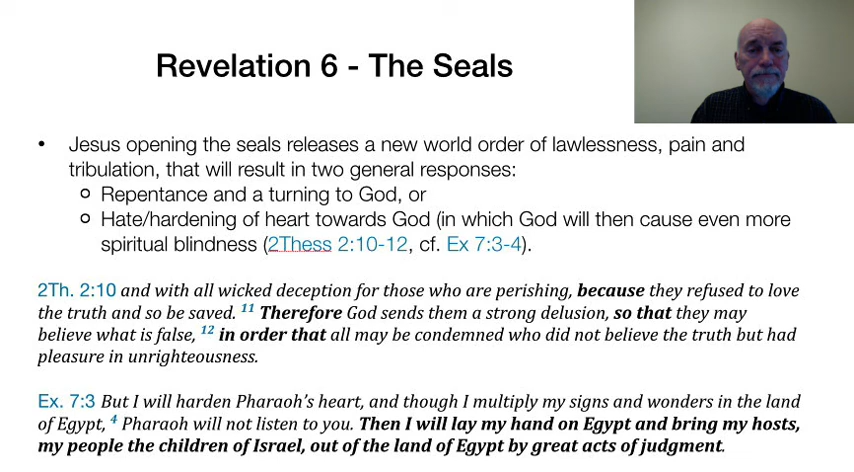 Revelation 6 - The Seals
• Jesus opening the seals releases a new world order of lawlessness, pain and
tribulation, that will result in two general responses:
o Repentance and a turning to God, or
o Hate/hardening of heart towards God (in which God will then cause even more
spiritual blindness (2Thess 2:10-12, cf. Ex 7:3-4).
2Th. 2:10 and with all wicked deception for those who are perishing, because they refused to love
the truth and so be saved. 11 Therefore God sends them a strong delusion, so that they may
believe what is false, 12 in order that all may be condemned who did not believe the truth but had
pleasure in unrighteousness.
Ex. 7:3 But I will harden Pharaoh's heart, and though I multiply my signs and wonders in the land
of Egypt, 4 Pharaoh will not listen to you. Then I will lay my hand on Egypt and bring my hosts,
my people the children of Israel, out of the land of Egypt by great acts of judgment.